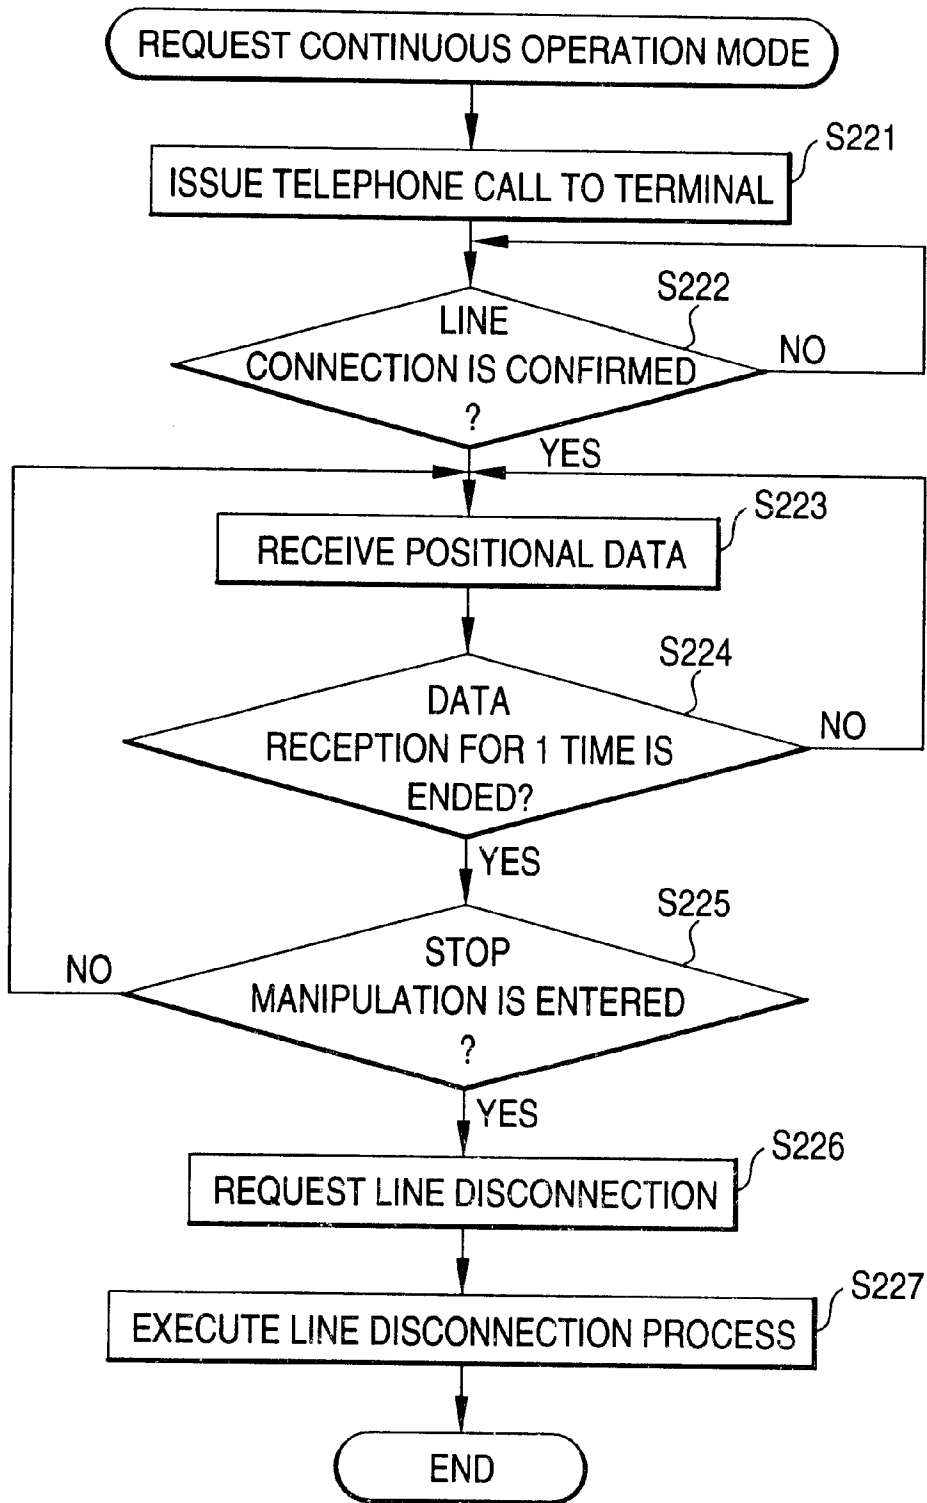 REQUEST CONTINUOUS OPERATION MODE
S221
ISSUE TELEPHONE CALL TO TERMINAL
S222
LINE
CONNECTION IS CONFIRMED
?
NO
YES
S223
RECEIVE POSITIONAL DATA
S224
DATA
RECEPTION FOR 1 TIME IS
ENDED?
NO
YES
S225
STOP
MANIPULATION IS ENTERED
?
NO
YES
S226
REQUEST LINE DISCONNECTION
S227
EXECUTE LINE DISCONNECTION PROCESS
END